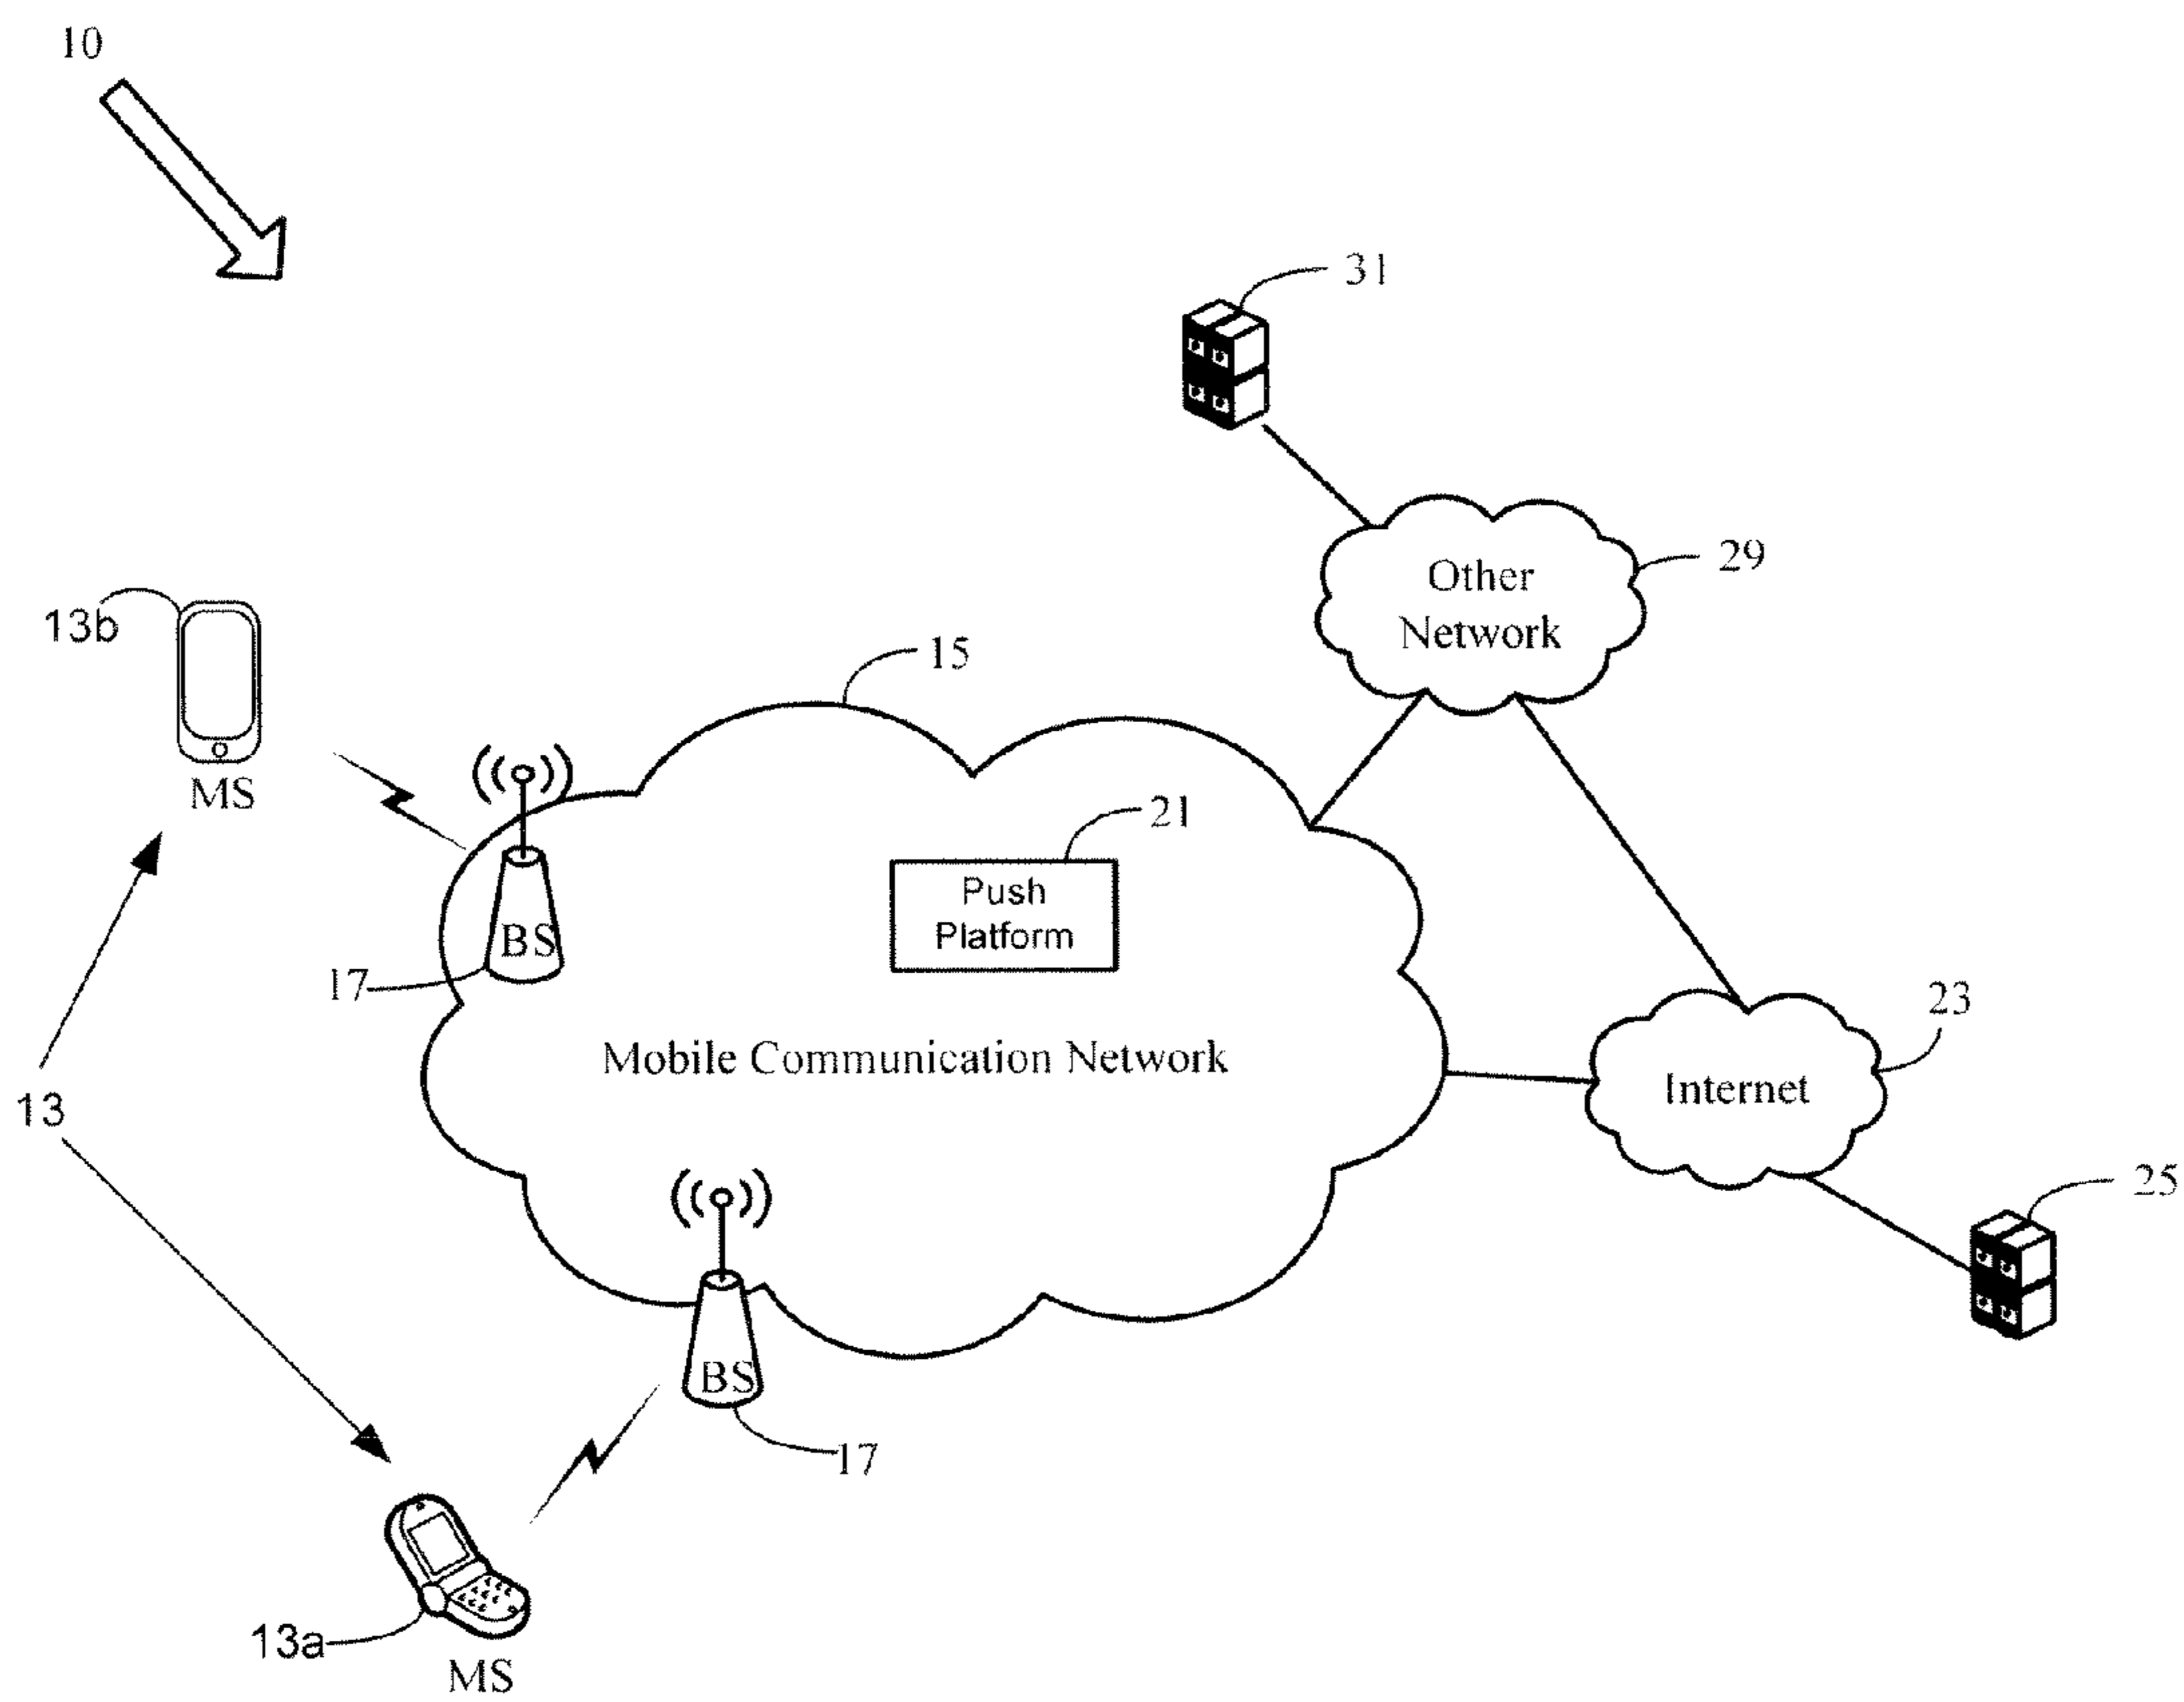 10
31
Other
Network
29
13b
MS
15
21
Push
Platform
BS
17
Mobile Communication Network
23
Internet
13
25
BS
17
13a
MS